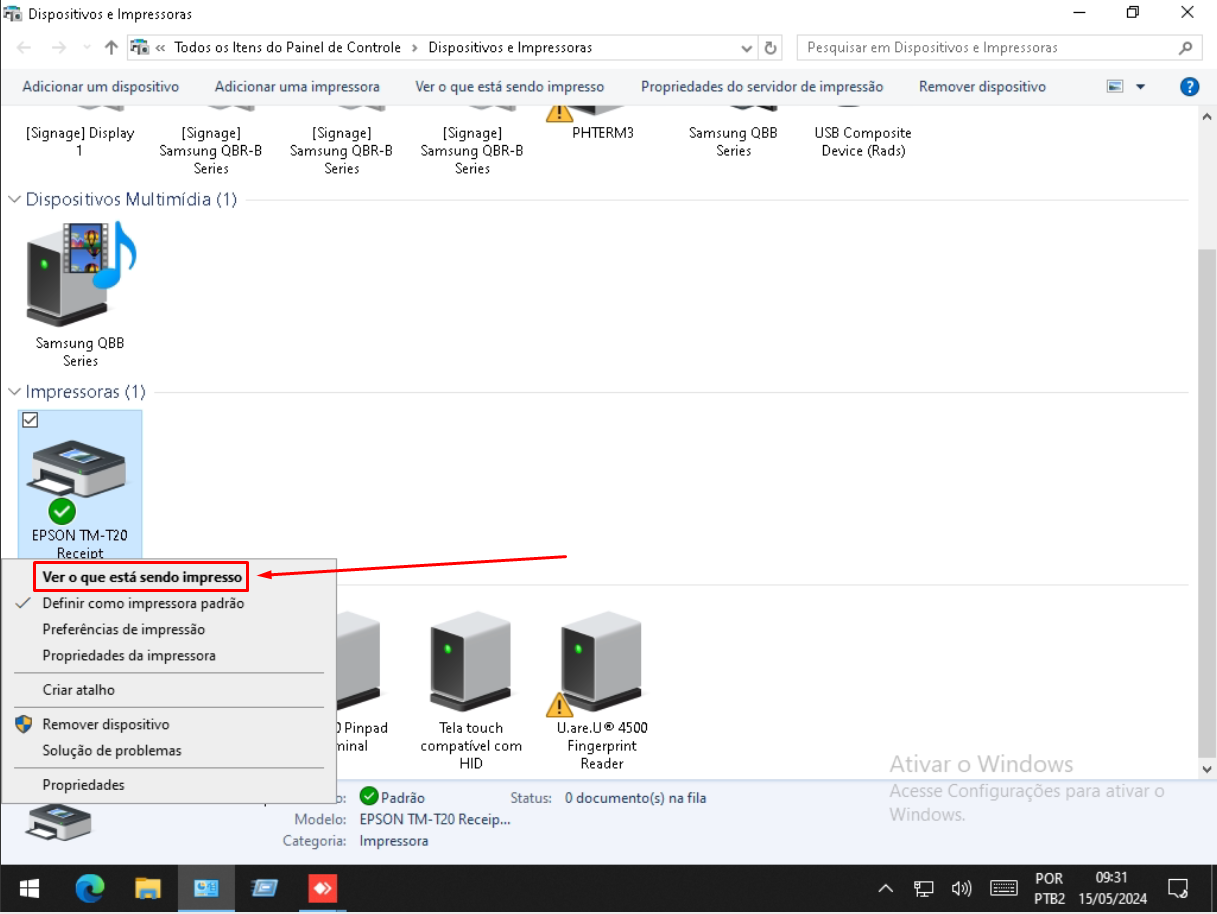 Dispositivos e Impressoras
« Todos os Itens do Painel de Controle › Dispositivos e Impressoras
Pesquisar em Dispositivos e Impressoras
Adicionar um dispositivo
Adicionar uma impressora
Ver o que está sendo impresso
Propriedades do servidor de impressão
Remover dispositivo
[Signage] Display
1
[Signage]
Samsung QBR-B
Series
[Signage]
Samsung QBR-B
Series
[Signage]
Samsung QBR-B
Series
PHTERM3
Samsung QBB
Series
USB Composite
Device (Rads)
Dispositivos Multimídia (1)
Samsung QBB
Series
Impressoras (1)
EPSON TM-T20
Receipt
Ver o que está sendo impresso
Definir como impressora padrão
Preferências de impressão
Propriedades da impressora
Criar atalho
Remover dispositivo
Solução de problemas
Propriedades
Pinpad
Tela touch
compatível com
HID
U.are.U® 4500
Fingerprint
Reader
Padrão
Status: 0 documento(s) na fila
Modelo: EPSON TM-T20 Receip...
Categoria: Impressora
Ativar o Windows
Acesse Configurações para ativar o
Windows.
POR
PTB2
09:31
15/05/2024